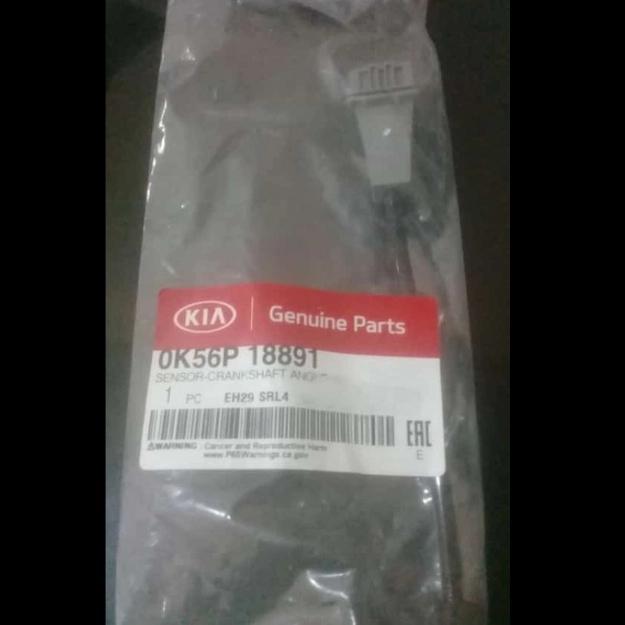 KIA Genuine Parts
0K56P 18891
SENSOR-CRANKSHAFT
1 PC EH29 SRL4
EAC
E
WARNING : Cancer and Reproductive Harm
www.P65Warnings.ca.gov